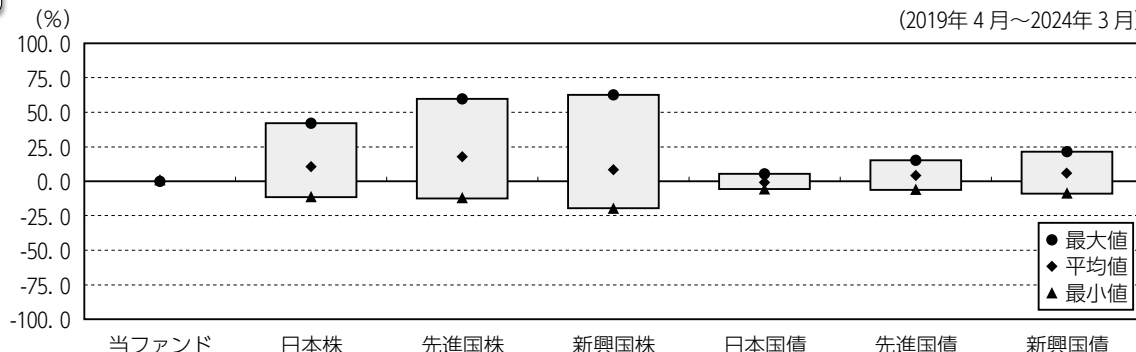 (%)
(2019年4月~2024年3月)
100.0
75.0
50.0
25.0
0.0
-25.0
-50.0
-75.0
-100.0
● 最大値
◆ 平均値
▲ 最小値
当ファンド 日本株 先進国株 新興国株 日本国債 先進国債 新興国債